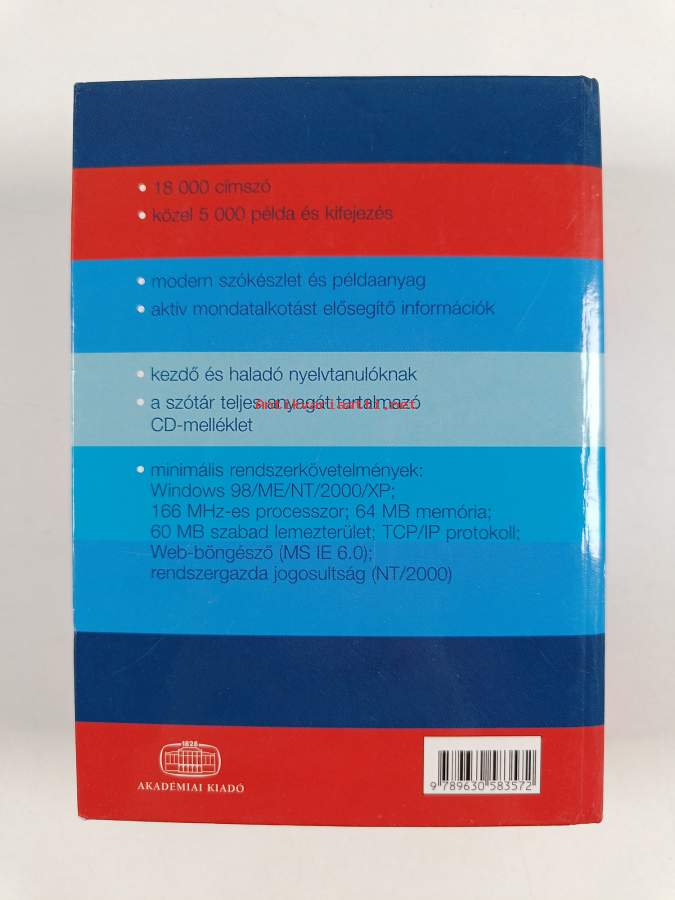 • 18 000 címszó
• közel 5 000 példa és kifejezés
• modern szókészlet és példaanyag
• aktív mondatalkotást elősegítő információk
• kezdő és haladó nyelvtanulóknak
• a szótár teljes anyagát tartalmazó
Antikvariaatti.net
CD-melléklet
• minimális rendszerkövetelmények:
Windows 98/ME/NT/2000/XP;
166 MHz-es processzor; 64 MB memória;
60 MB szabad lemezterület; TCP/IP protokoll;
Web-böngésző (MS IE 6.0);
rendszergazda jogosultság (NT/2000)
1828
AKADÉMIAI KIADÓ
9 789630 583572